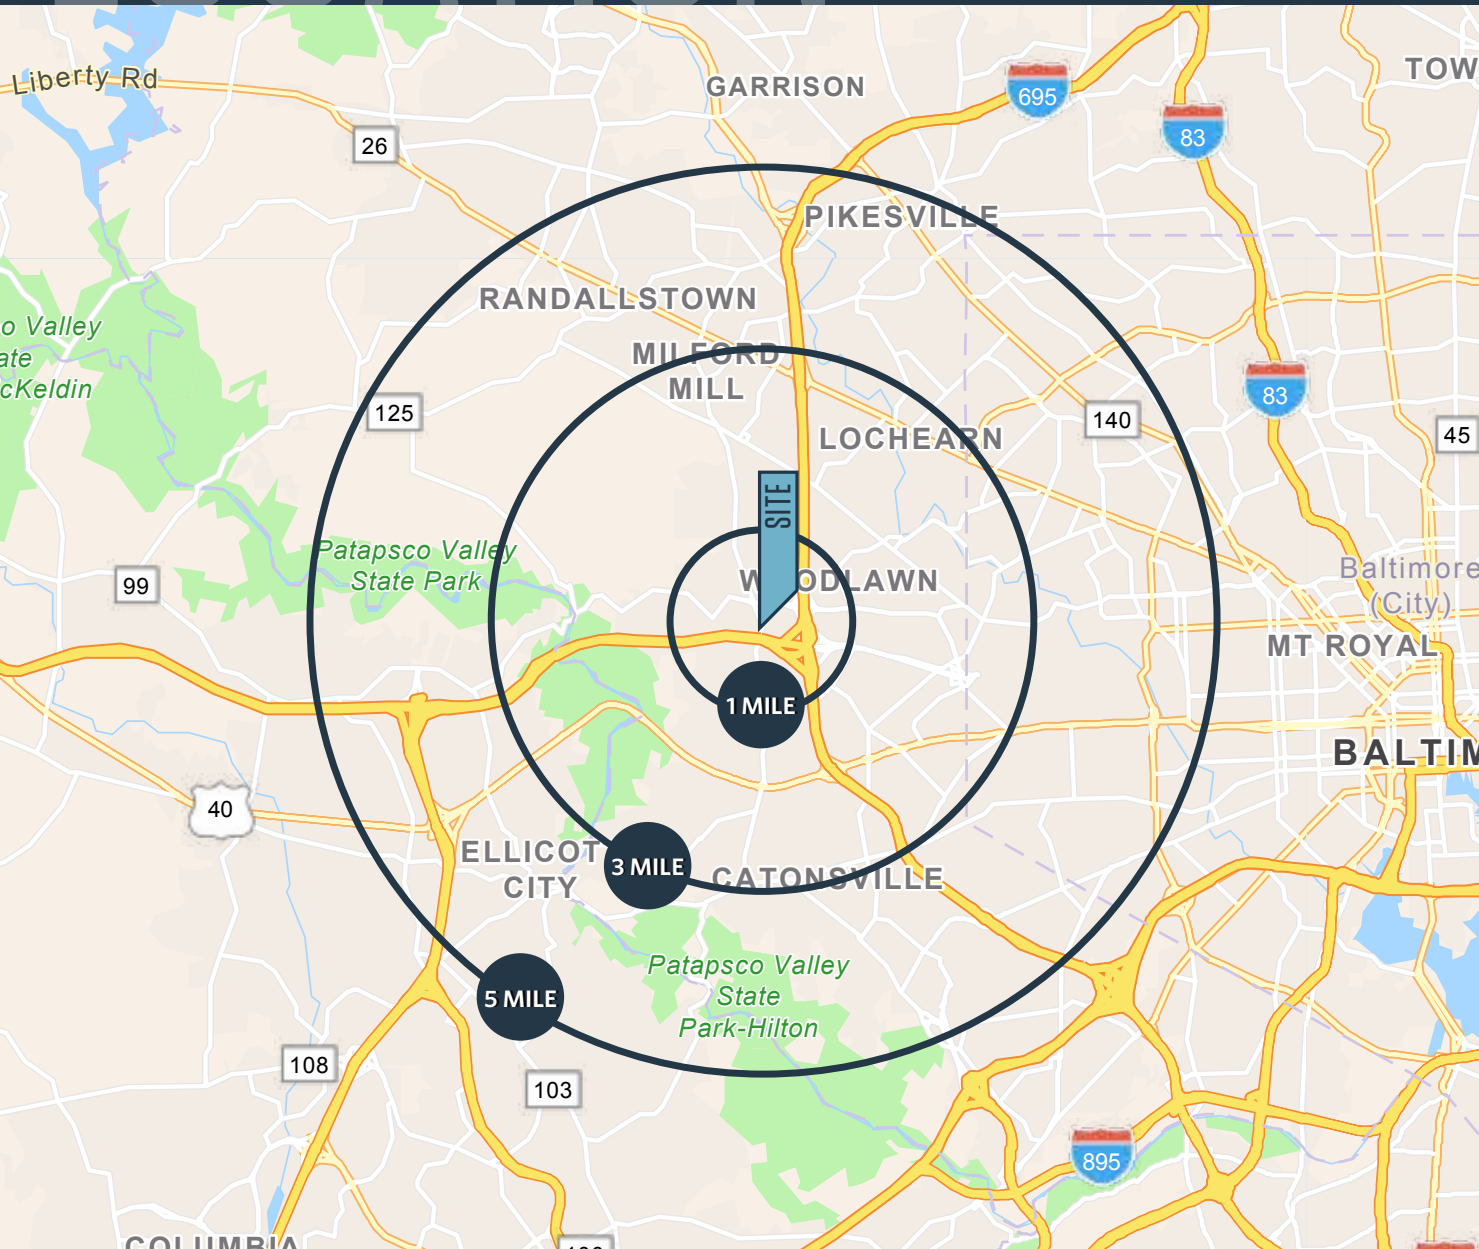 Liberty Rd
GARRISON
695
TOW
83
26
PIKESVILLE
RANDALLSTOWN
o Valley
ate
cKeldin
MILFORD
MILL
83
125
140
45
LOCHEARN
SITE
Patapsco Valley
State Park
99
W ODLAWN
Baltimore
(City)
MT ROYAL
1 MILE
BALTIM
40
ELLICOT
CITY
3 MILE
CATONSVILLE
5 MILE
Patapsco Valley
State
Park-Hilton
108
103
895
COLUMBIA